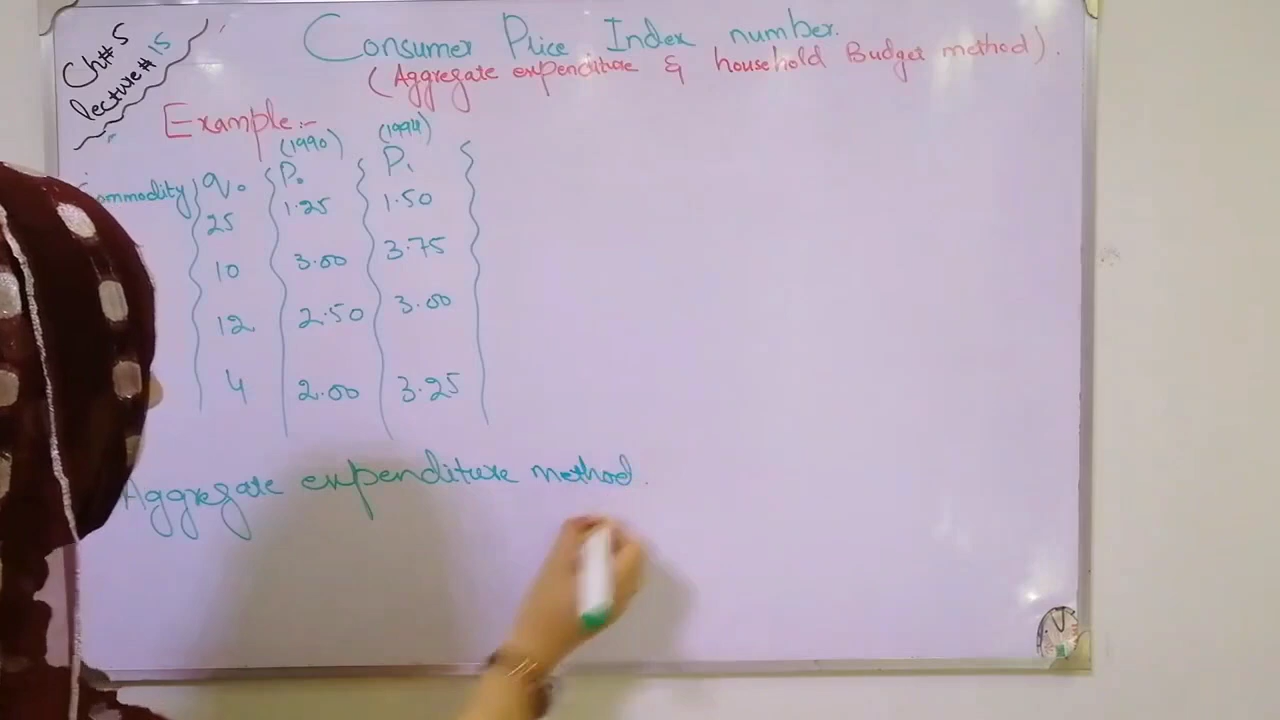 Ch# 5
lecture # 15
Consumer Price Index number.
(Aggregate expenditure & household Budget method).
Example:-
(1990) (1994)
Commodity q₀ P₀ P₁
25 1.25 1.50
10 3.00 3.75
12 2.50 3.00
4 2.00 3.25
Aggregate expenditure method.